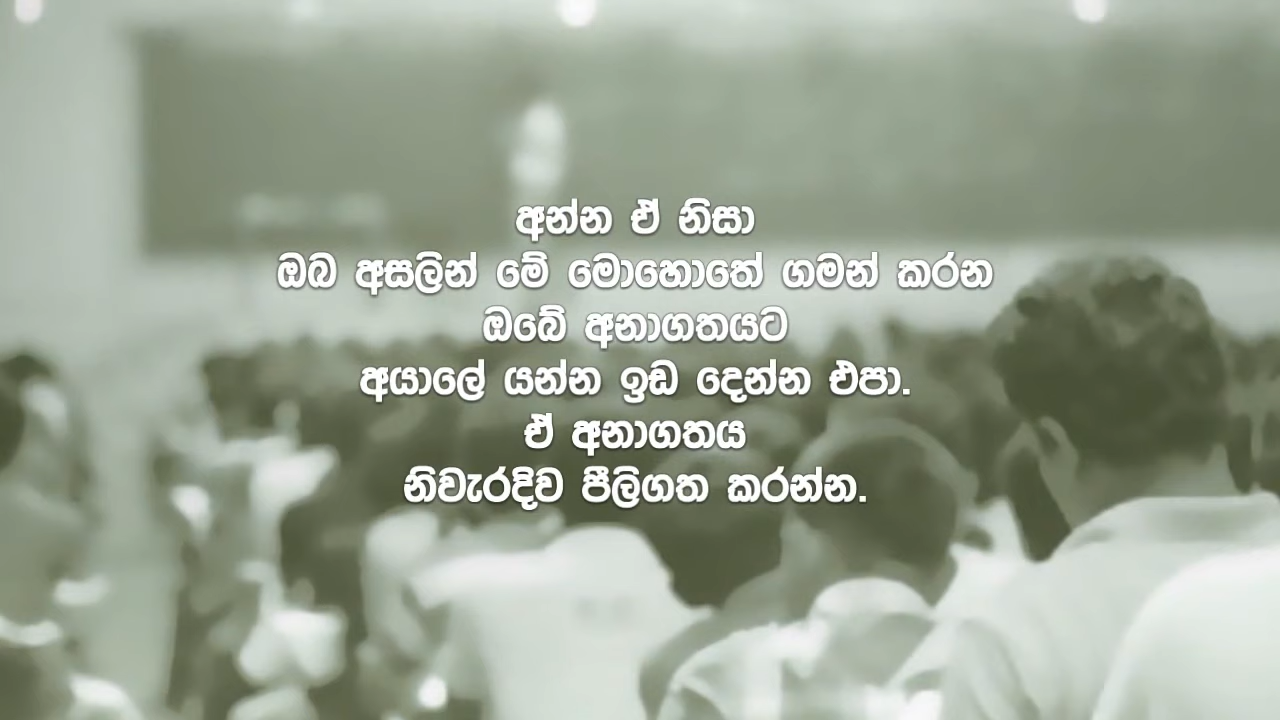 අන්න ඒ නිසා
ඔබ අසලින් මේ මොහොතේ ගමන් කරන
ඔබේ අනාගතයට
අයාලේ යන්න ඉඩ දෙන්න එපා.
ඒ අනාගතය
නිවැරදිව පීලිගත කරන්න.